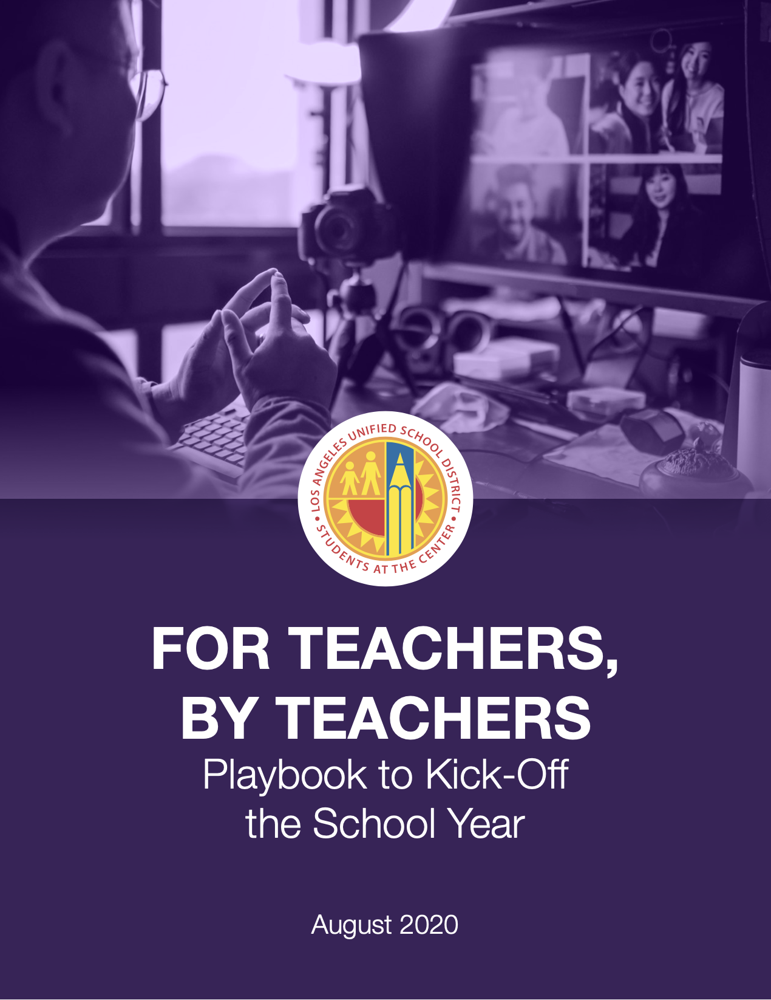 LOS ANGELES UNIFIED SCHOOL DISTRICT
• STUDENTS AT THE CENTER •
FOR TEACHERS,
BY TEACHERS
Playbook to Kick-Off
the School Year
August 2020